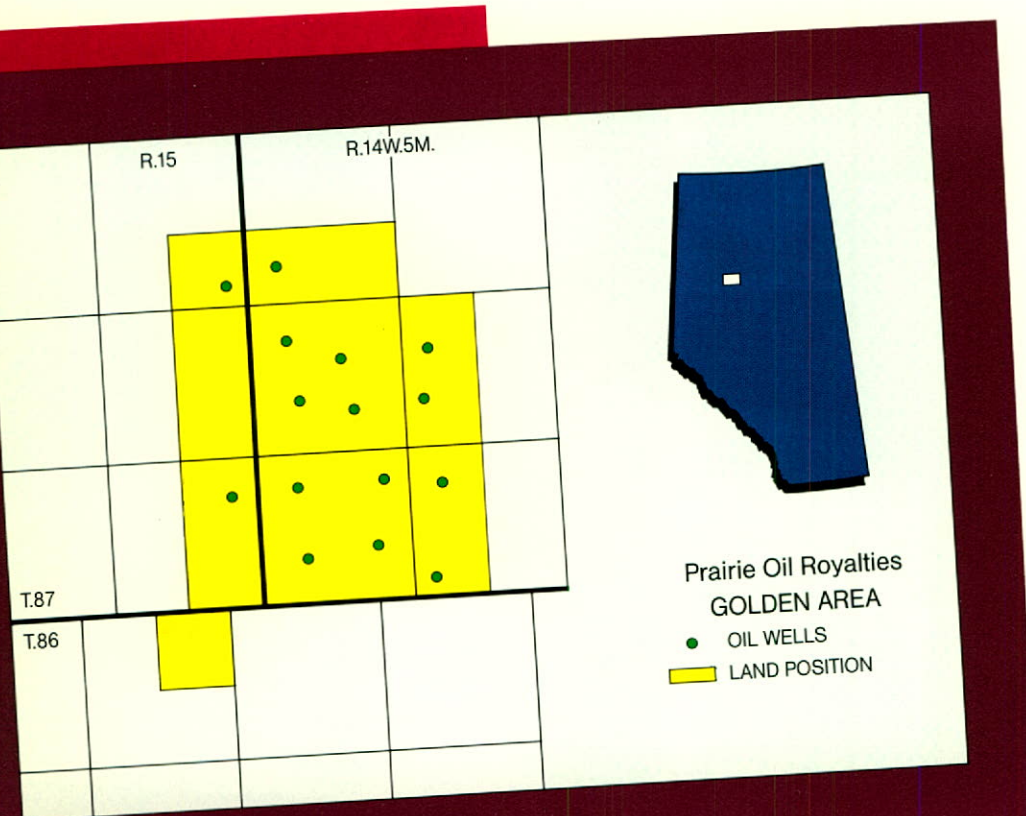 R.15
R.14W.5M.
T.87
T.86
Prairie Oil Royalties
GOLDEN AREA
OIL WELLS
LAND POSITION